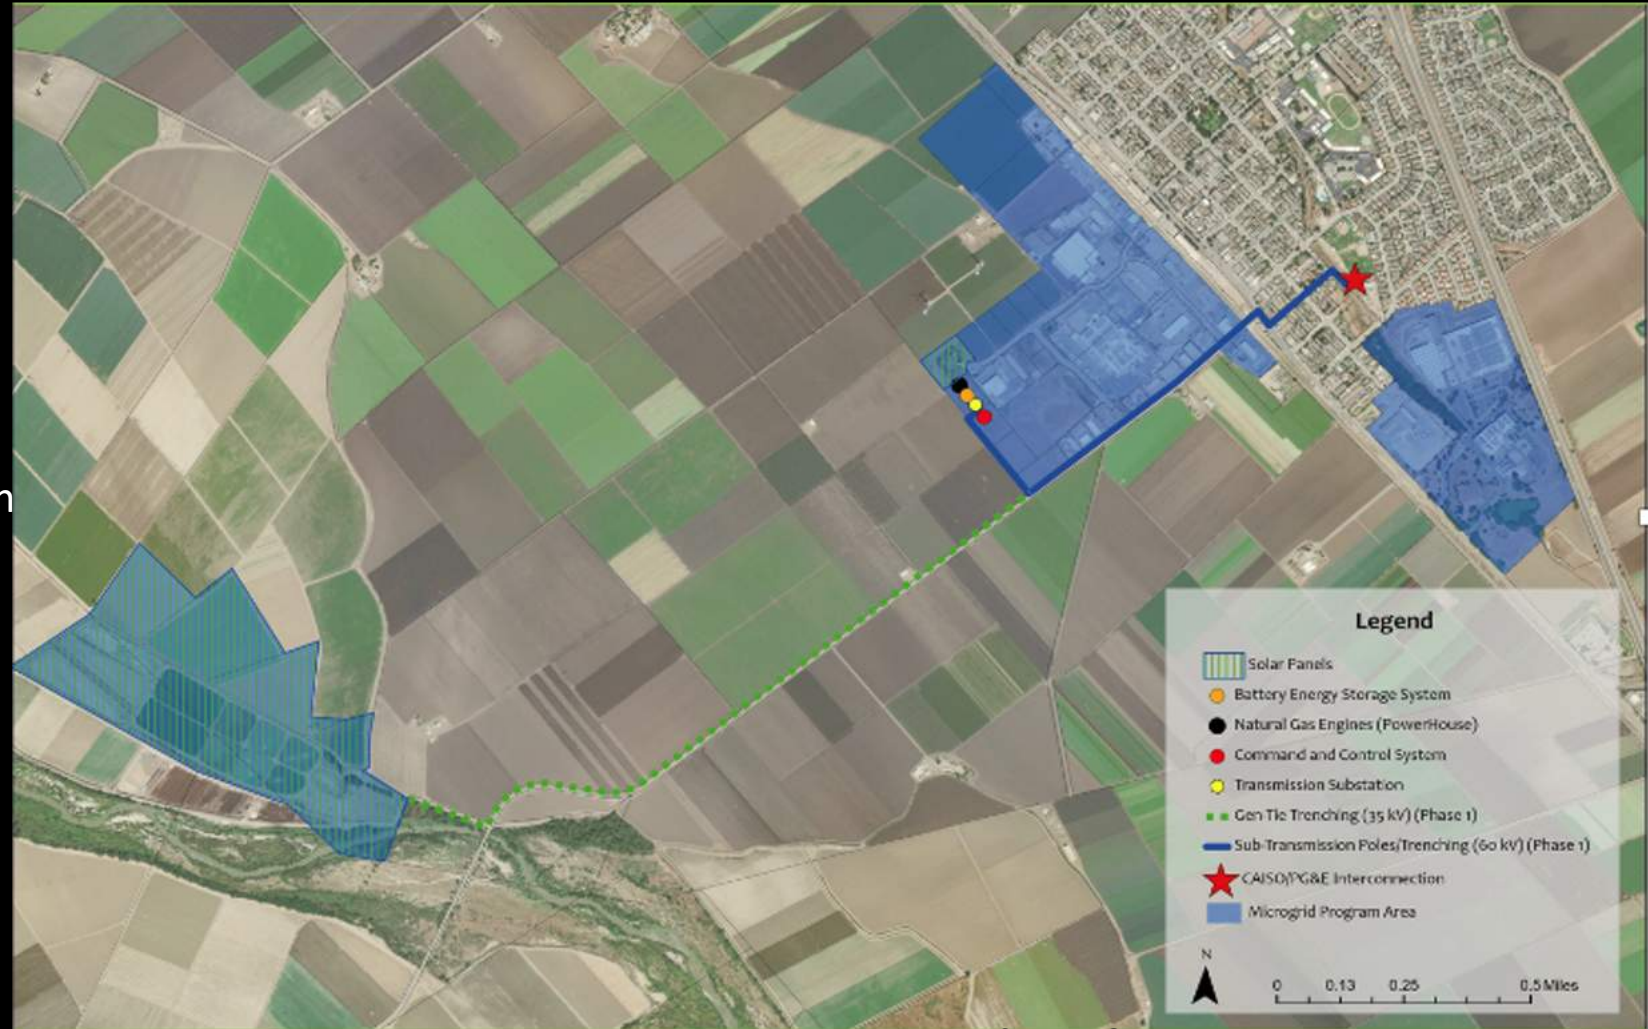 n
Legend
Solar Panels
Battery Energy Storage System
Natural Gas Engines (PowerHouse)
Command and Control System
Transmission Substation
Gen Tie Trenching (35 kV) (Phase 1)
Sub-Transmission Poles/Trenching (60 kV) (Phase 1)
CAISO/PG&E Interconnection
Microgrid Program Area
N
0 0.13 0.25 0.5 Miles